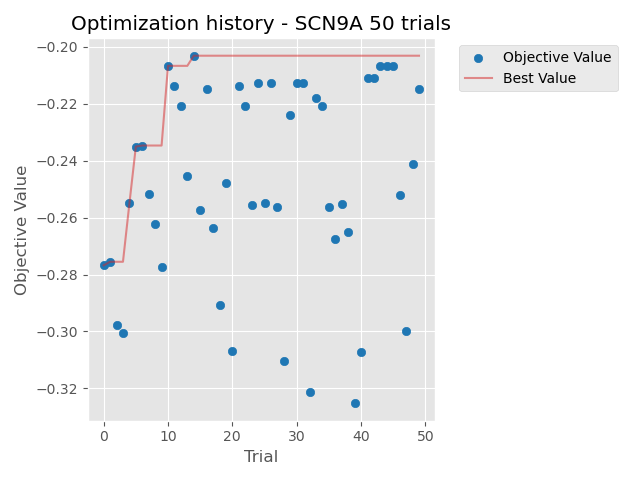 Optimization history - SCN9A 50 trials
Objective Value
Best Value
−0.20
−0.22
−0.24
−0.26
−0.28
−0.30
−0.32
Objective Value
0
10
20
30
40
50
Trial